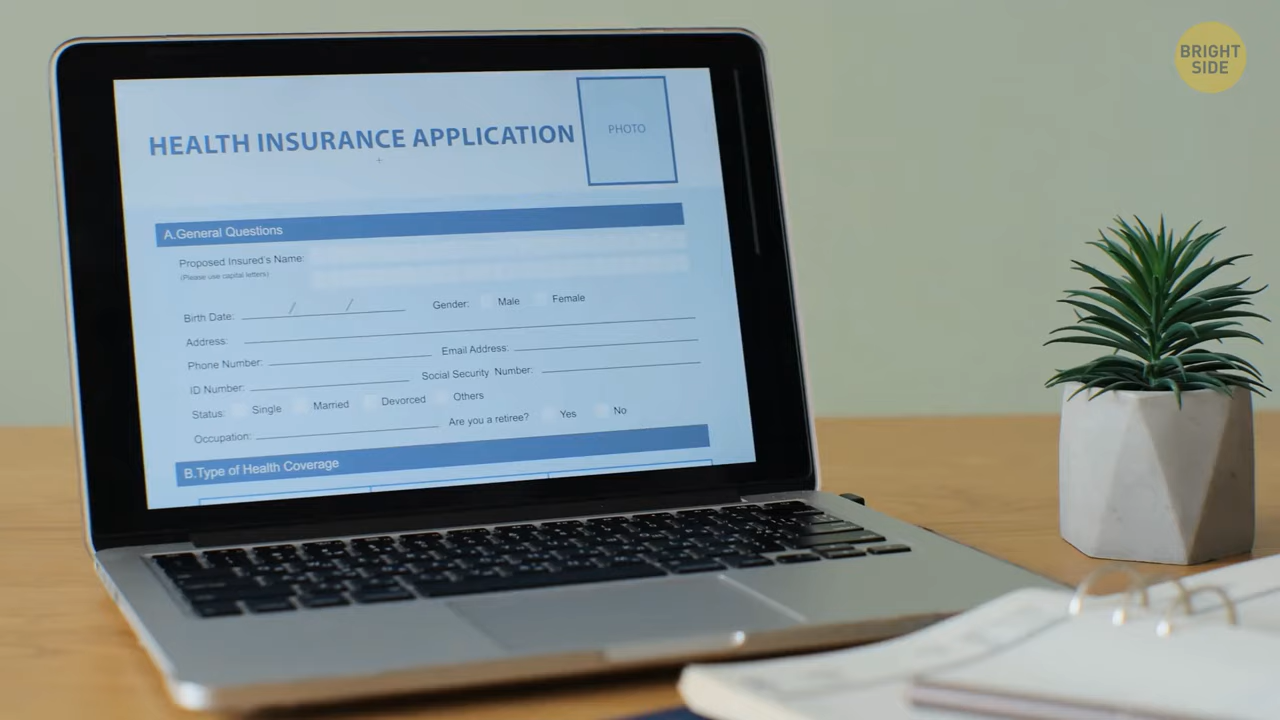 BRIGHT
SIDE
HEALTH INSURANCE APPLICATION
PHOTO
A.General Questions
Proposed Insured's Name:
(Please use capital letters)
Birth Date: / / Gender: Male Female
Address:
Phone Number: Email Address:
ID Number: Social Security Number:
Status: Single Married Devorced Others
Occupation: Are you a retiree? Yes No
B.Type of Health Coverage